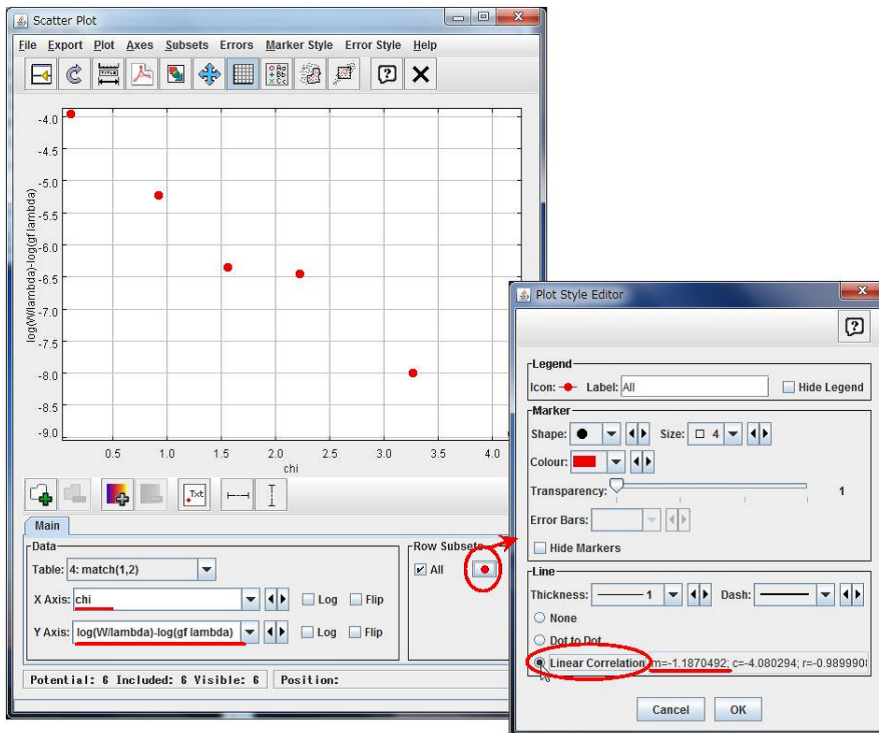 Scatter Plot
File Export Plot Axes Subsets Errors Marker Style Error Style Help
-4.0
-4.5
-5.0
-5.5
-6.0
-6.5
-7.0
-7.5
-8.0
-8.5
-9.0
log(W/lambda)-log(gf lambda)
0.5 1.0 1.5 2.0 2.5 3.0 3.5 4.0
chi
Txt
Main
Data
Table: 4: match(1,2)
X Axis: chi Log Flip
Y Axis: log(W/lambda)-log(gf lambda) Log Flip
Row Subsets
All
Potential: 6 Included: 6 Visible: 6 Position:
Plot Style Editor
Legend
Icon: Label: All Hide Legend
Marker
Shape: Size: 4
Colour:
Transparency: 1
Error Bars:
Hide Markers
Line
Thickness: 1 Dash:
None
Dot to Dot
Linear Correlation m=-1.1870492; c=-4.080294; r=-0.989990
Cancel OK